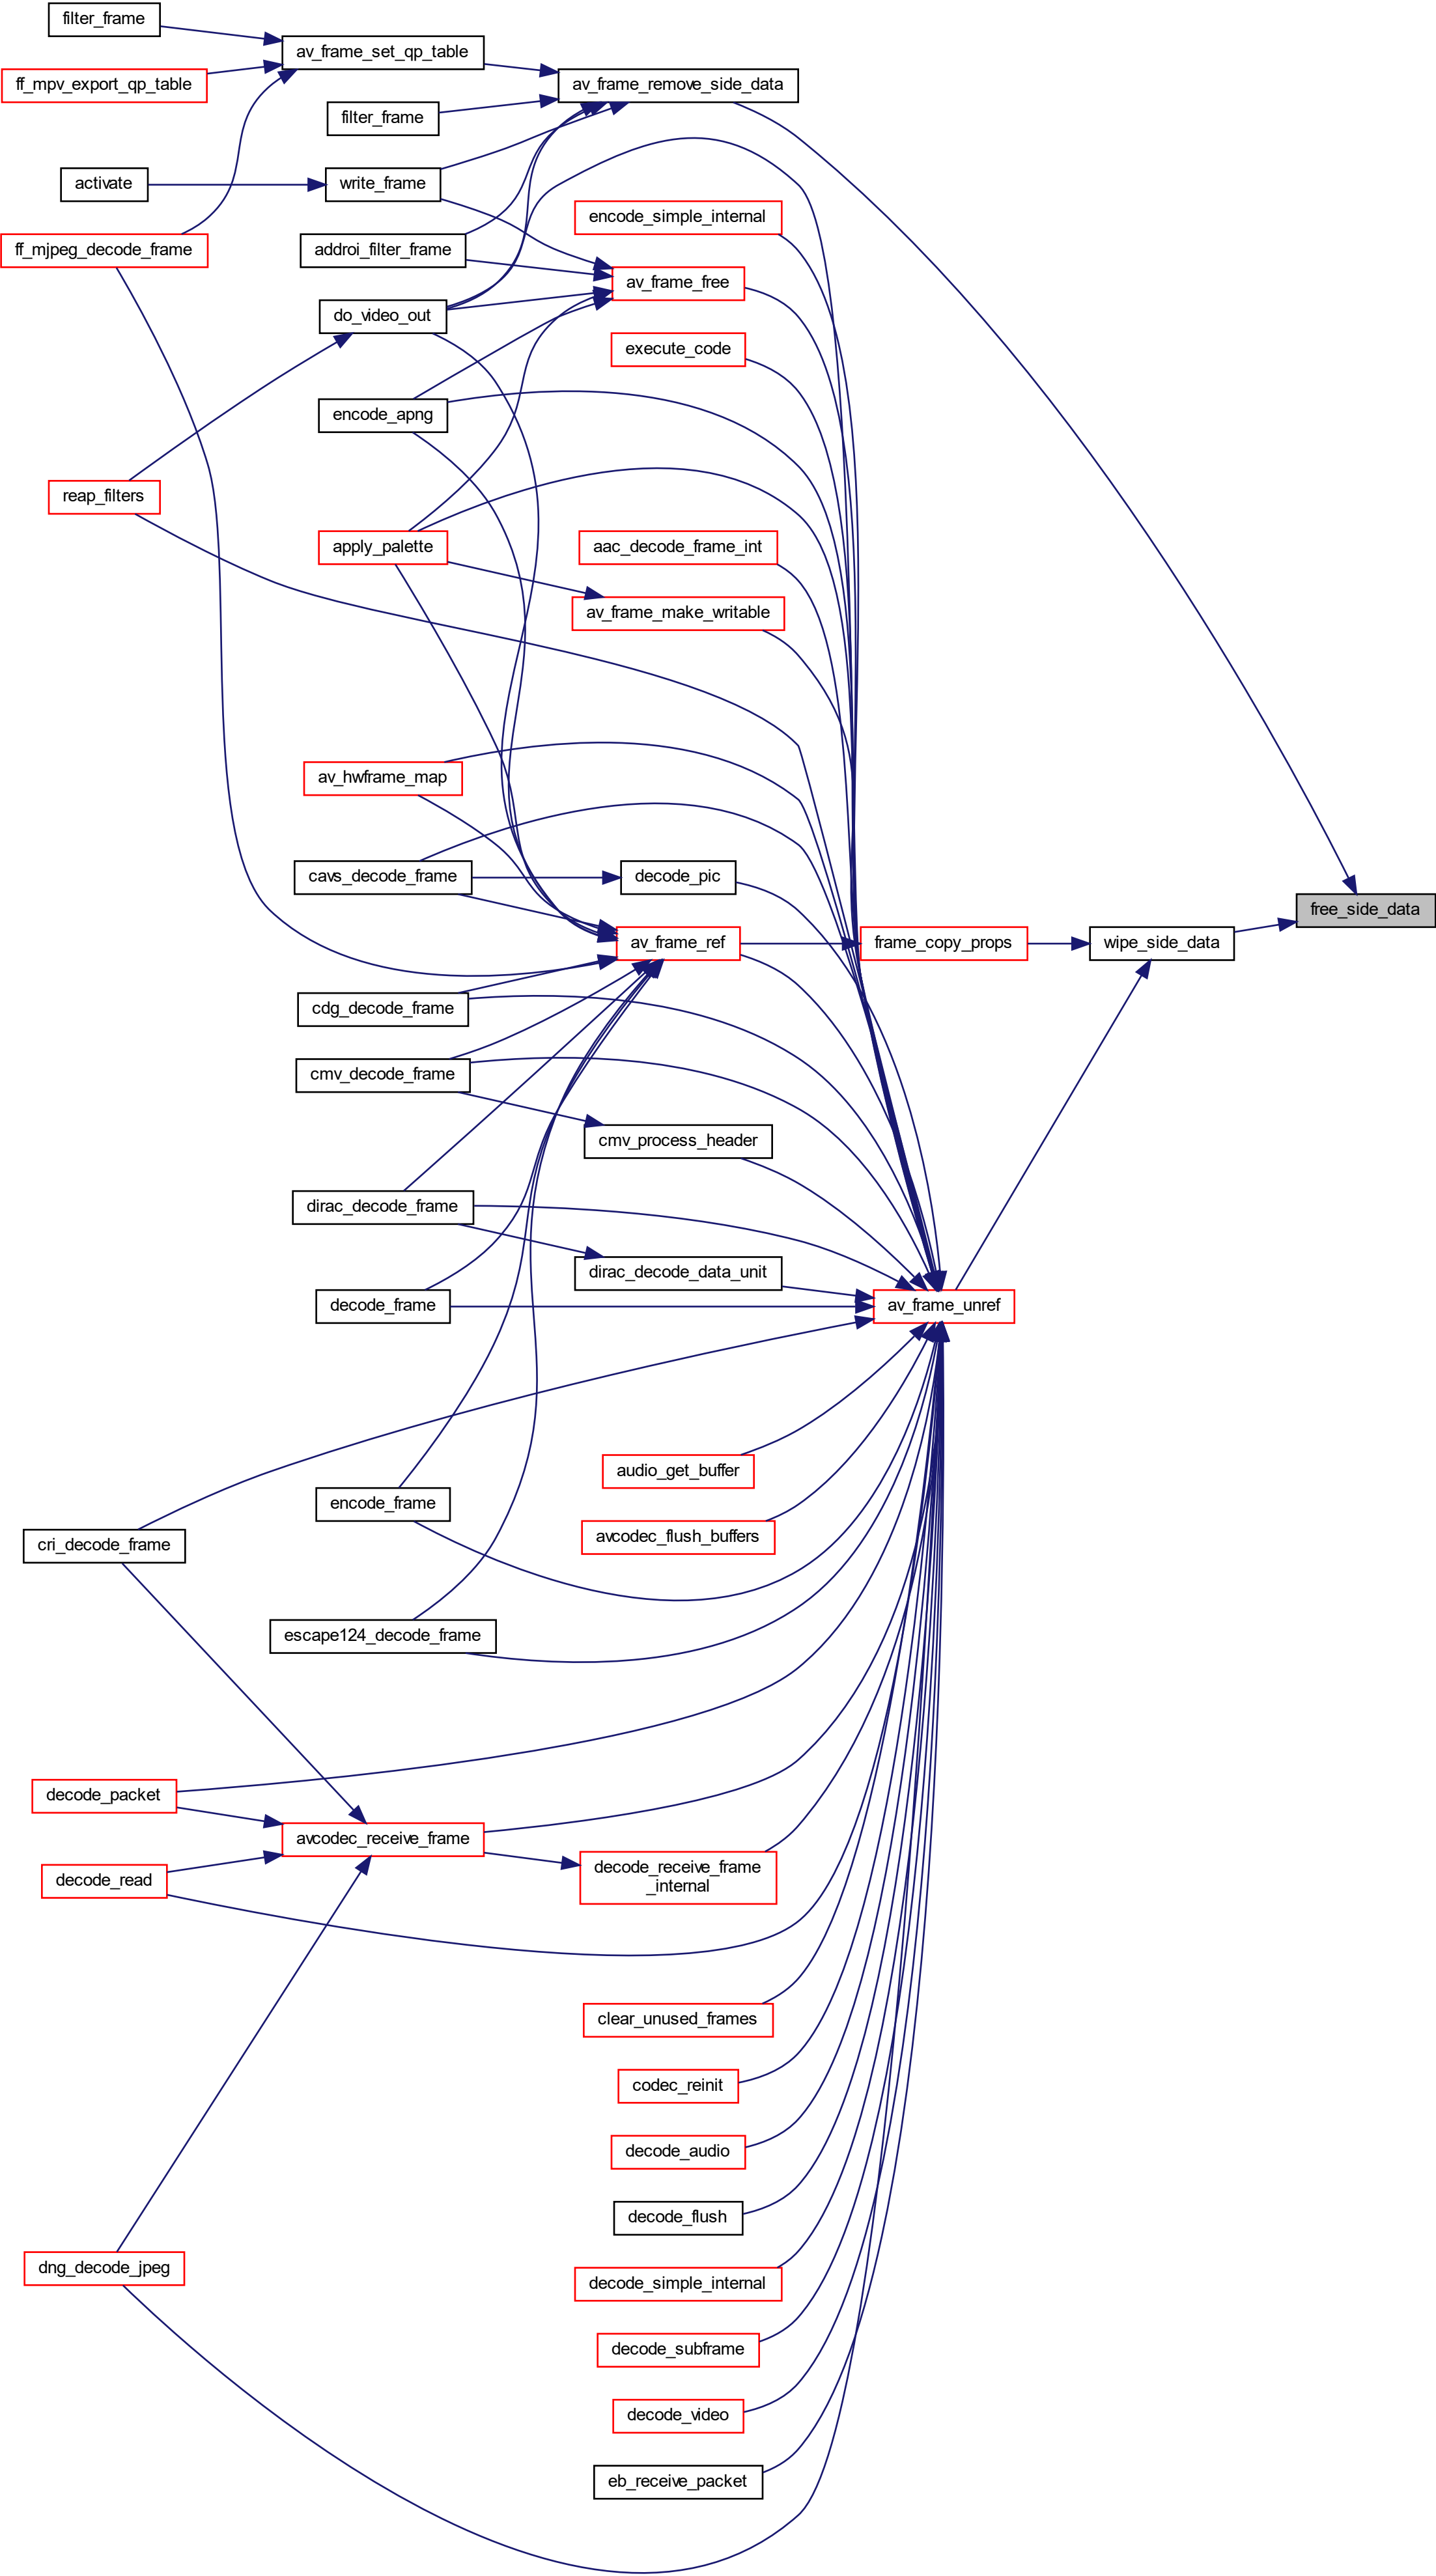 filter_frame
av_frame_set_qp_table
ff_mpv_export_qp_table
av_frame_remove_side_data
filter_frame
activate
write_frame
encode_simple_internal
ff_mjpeg_decode_frame
addroi_filter_frame
av_frame_free
do_video_out
execute_code
encode_apng
reap_filters
apply_palette
aac_decode_frame_int
av_frame_make_writable
av_hwframe_map
cavs_decode_frame
decode_pic
free_side_data
av_frame_ref
frame_copy_props
wipe_side_data
cdg_decode_frame
cmv_decode_frame
cmv_process_header
dirac_decode_frame
dirac_decode_data_unit
decode_frame
av_frame_unref
audio_get_buffer
encode_frame
avcodec_flush_buffers
cri_decode_frame
escape124_decode_frame
decode_packet
avcodec_receive_frame
decode_read
decode_receive_frame
_internal
clear_unused_frames
codec_reinit
decode_audio
decode_flush
dng_decode_jpeg
decode_simple_internal
decode_subframe
decode_video
eb_receive_packet